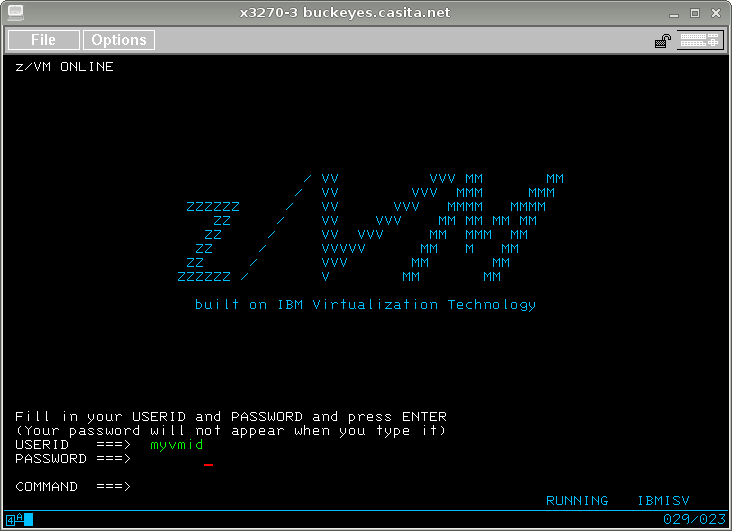 x3270-3 buckeyes.casita.net
File Options
z/VM ONLINE
/ VV VVV MM MM
/ VV VVV MMM MMM
ZZZZZZ / VV VVV MMMM MMMM
ZZ / VV VVV MM MM MM MM
ZZ / VV VVV MM MMM MM
ZZ / VVVVV MM M MM
ZZ / VVV MM MM
ZZZZZZ / V MM MM
built on IBM Virtualization Technology
Fill in your USERID and PASSWORD and press ENTER
(Your password will not appear when you type it)
USERID ===> myvmid
PASSWORD ===>
COMMAND ===>
RUNNING IBMISV
4A 029/023